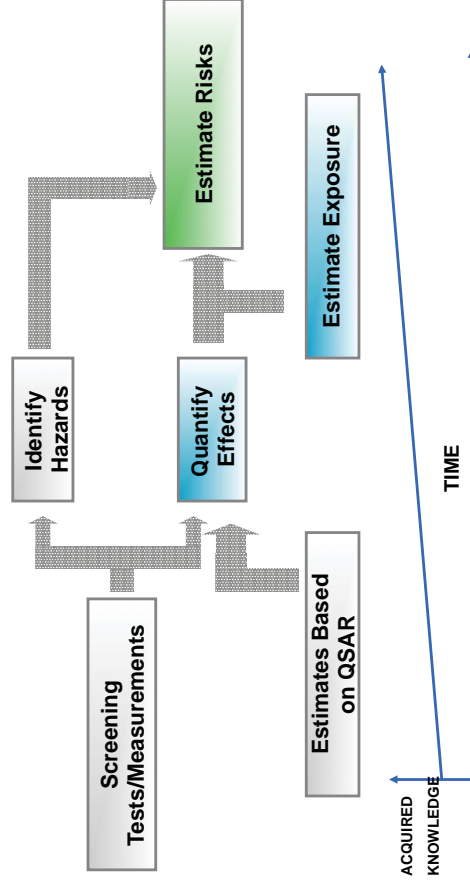 Screening
Tests/Measurements
Identify
Hazards
Quantify
Effects
Estimate Risks
Estimates Based
on QSAR
Estimate Exposure
ACQUIRED
KNOWLEDGE
TIME